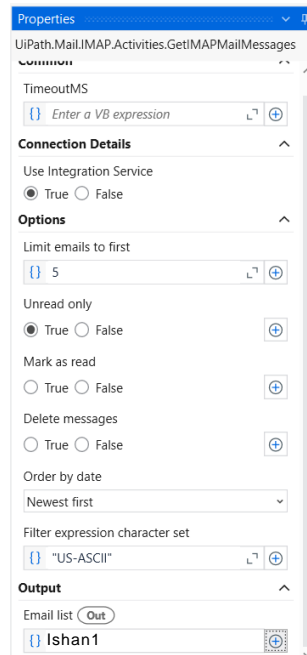 Properties
UiPath.Mail.IMAP.Activities.GetIMAPMailMessages
Common
TimeoutMS
{} Enter a VB expression
Connection Details
Use Integration Service
True False
Options
Limit emails to first
{} 5
Unread only
True False
Mark as read
True False
Delete messages
True False
Order by date
Newest first
Filter expression character set
{} "US-ASCII"
Output
Email list Out
{} Ishan1